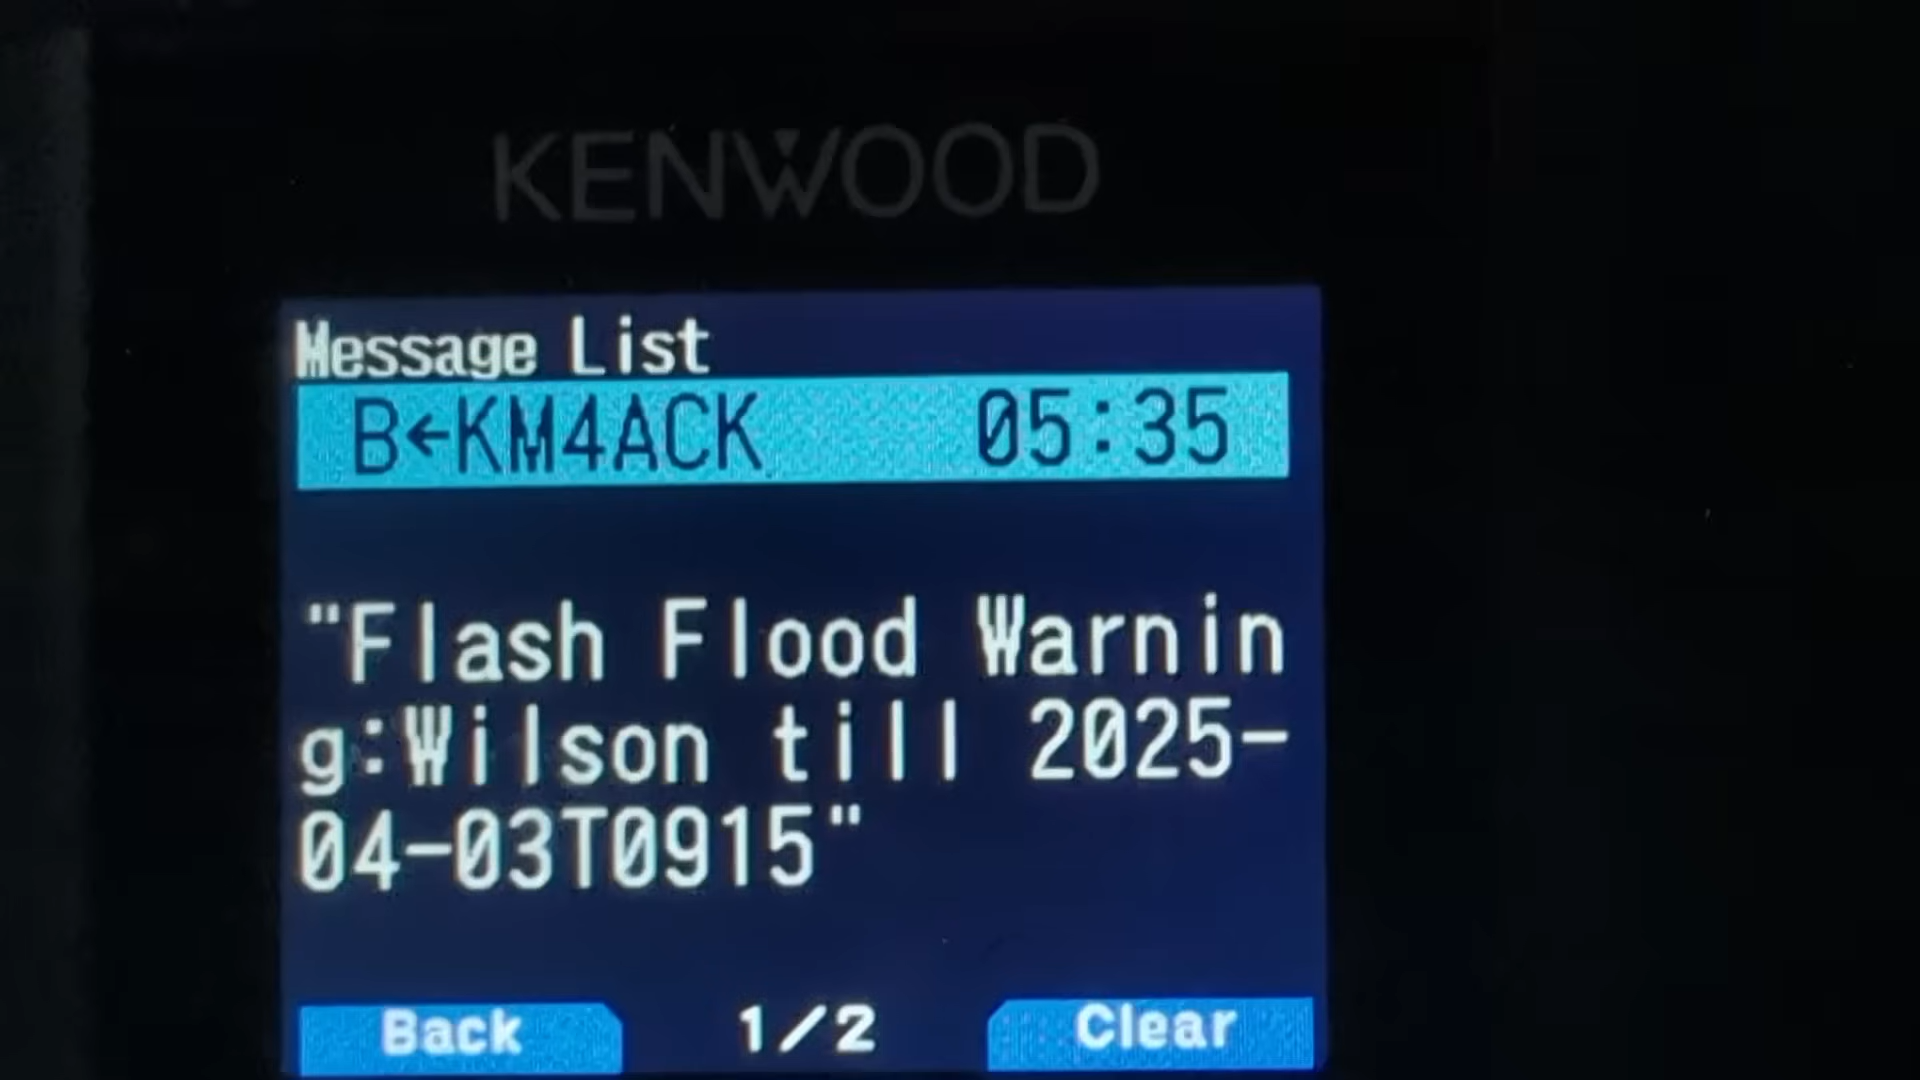 KENWOOD
Message List
B←KM4ACK 05:35
"Flash Flood Warnin
g:Wilson till 2025-
04-03T0915"
Back 1/2 Clear